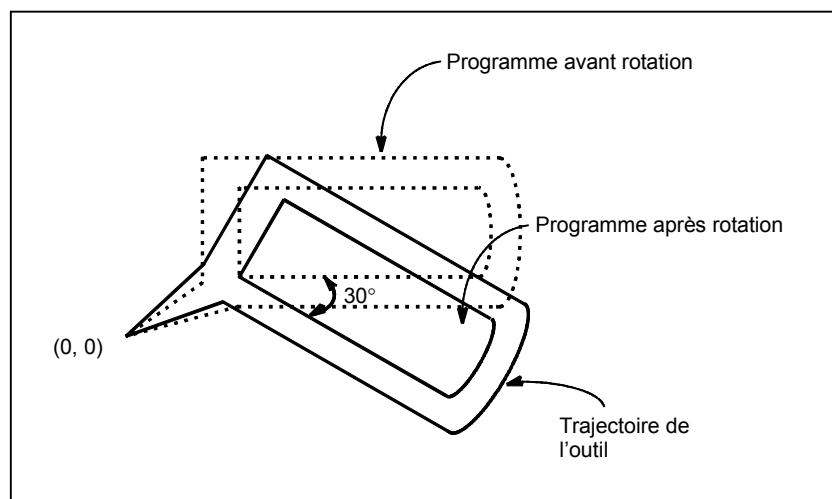 Programme avant rotation
Programme après rotation
30°
(0, 0)
Trajectoire de
l'outil